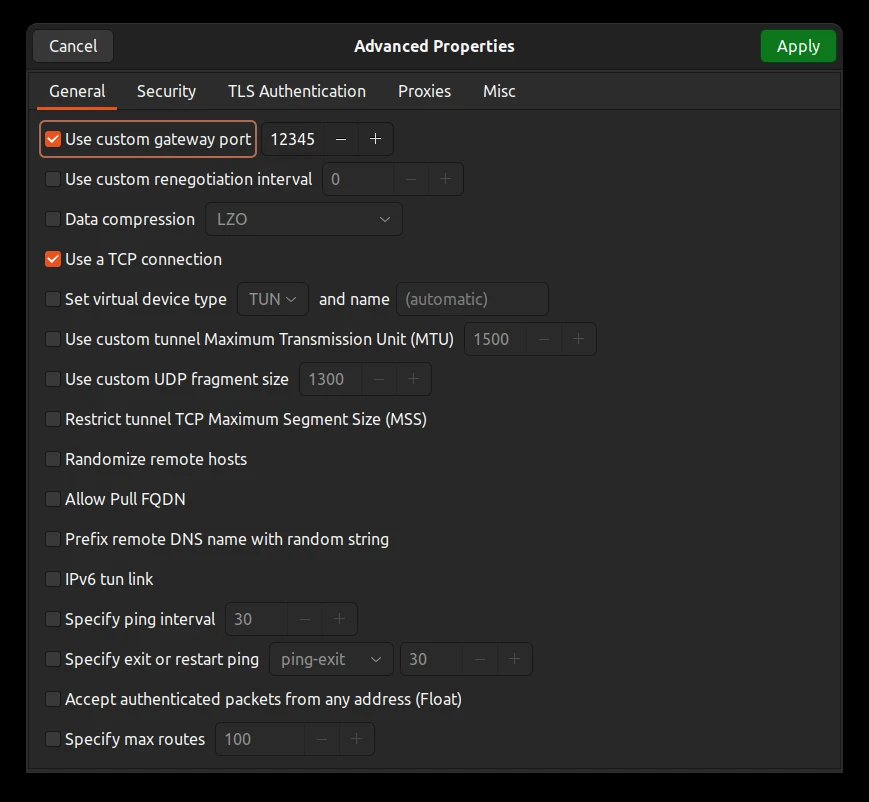 Cancel Advanced Properties Apply
General Security TLS Authentication Proxies Misc
Use custom gateway port 12345 − +
Use custom renegotiation interval 0 − +
Data compression LZO
Use a TCP connection
Set virtual device type TUN and name (automatic)
Use custom tunnel Maximum Transmission Unit (MTU) 1500 − +
Use custom UDP fragment size 1300 − +
Restrict tunnel TCP Maximum Segment Size (MSS)
Randomize remote hosts
Allow Pull FQDN
Prefix remote DNS name with random string
IPv6 tun link
Specify ping interval 30 − +
Specify exit or restart ping ping-exit 30 − +
Accept authenticated packets from any address (Float)
Specify max routes 100 − +